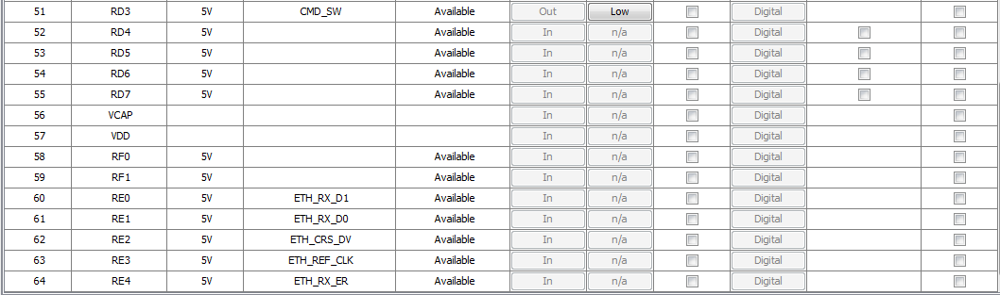 51 RD3 5V CMD_SW Available Out Low Digital
52 RD4 5V Available In n/a Digital
53 RD5 5V Available In n/a Digital
54 RD6 5V Available In n/a Digital
55 RD7 5V Available In n/a Digital
56 VCAP In n/a Digital
57 VDD In n/a Digital
58 RF0 5V Available In n/a Digital
59 RF1 5V Available In n/a Digital
60 RE0 5V ETH_RX_D1 Available In n/a Digital
61 RE1 5V ETH_RX_D0 Available In n/a Digital
62 RE2 5V ETH_CRS_DV Available In n/a Digital
63 RE3 5V ETH_REF_CLK Available In n/a Digital
64 RE4 5V ETH_RX_ER Available In n/a Digital